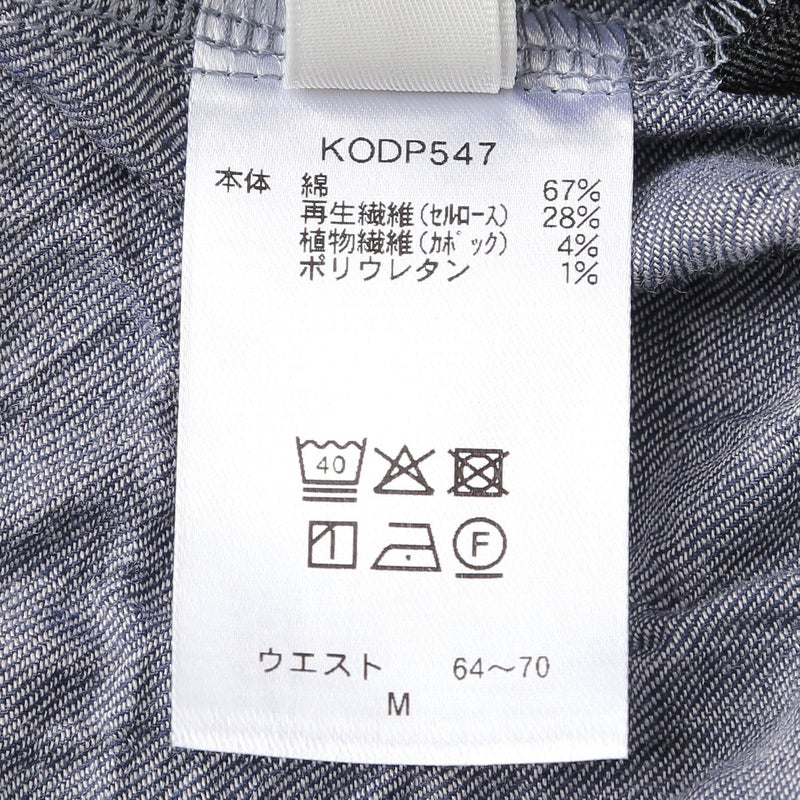 KODP547
本体 綿 67%
再生繊維(セルロース) 28%
植物繊維(カポック) 4%
ポリウレタン 1%
40
F
ウエスト 64〜70
M